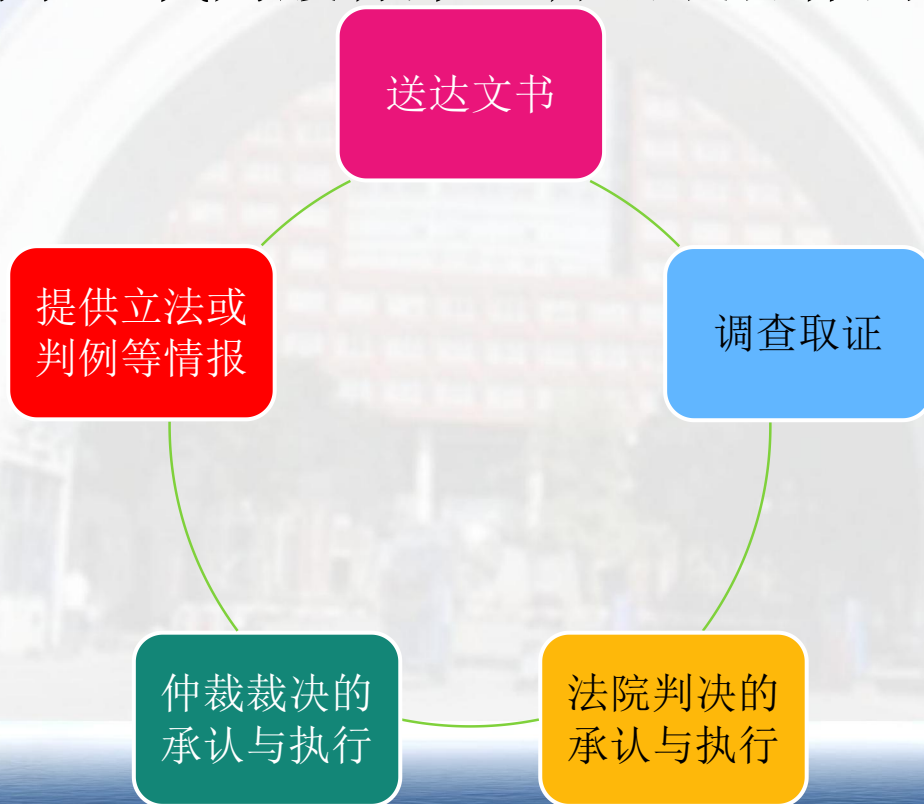 送达文书
调查取证
法院判决的
承认与执行
仲裁裁决的
承认与执行
提供立法或
判例等情报